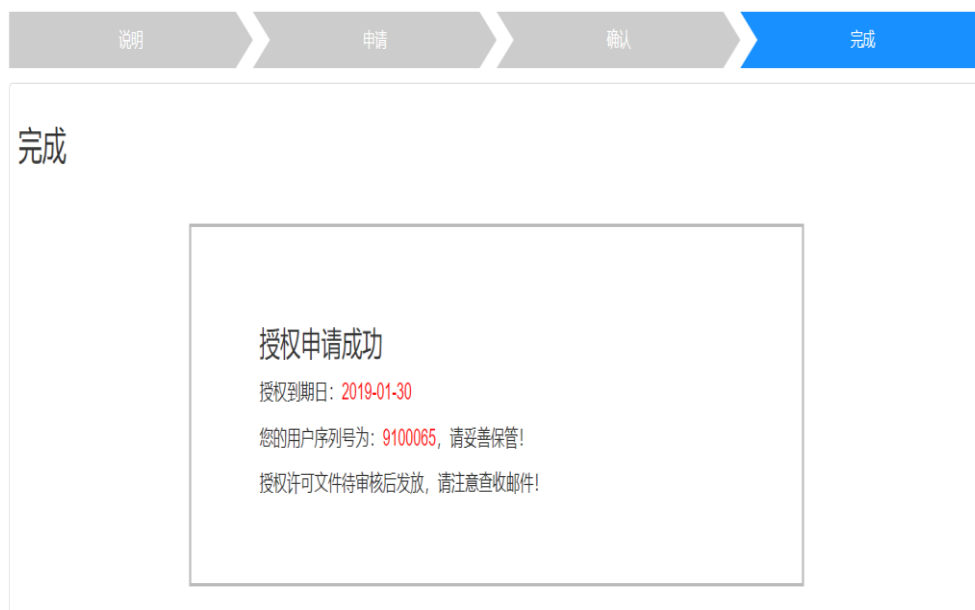 说明
申请
确认
完成
完成
授权申请成功
授权到期日：2019-01-30
您的用户序列号为：9100065，请妥善保管！
授权许可文件待审核后发放，请注意查收邮件！